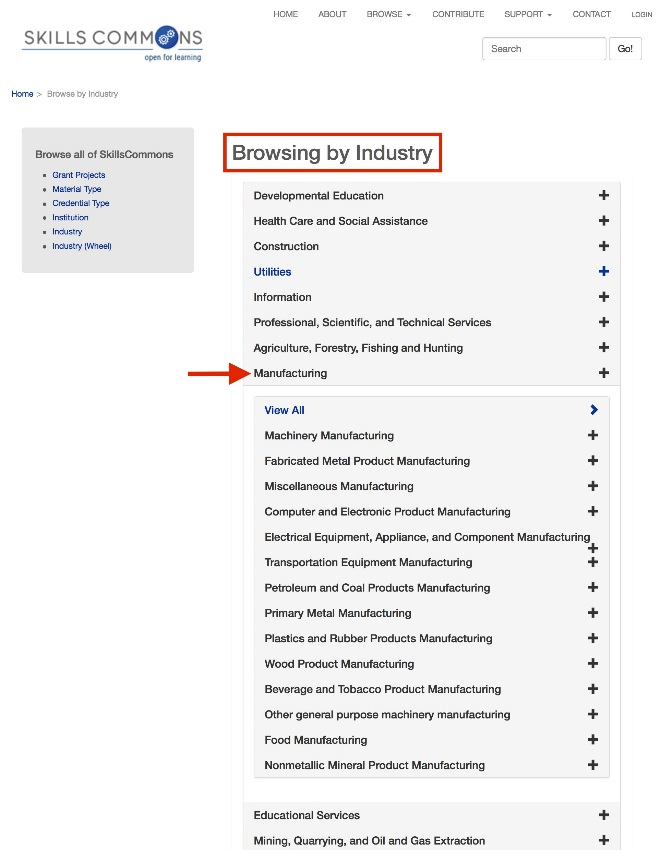 HOME ABOUT BROWSE CONTRIBUTE SUPPORT CONTACT LOGIN
SKILLS COMMONS
open for learning
Search Go!
Home > Browse by Industry
Browse all of SkillsCommons
Grant Projects
Material Type
Credential Type
Institution
Industry
Industry (Wheel)
Browsing by Industry
Developmental Education
Health Care and Social Assistance
Construction
Utilities
Information
Professional, Scientific, and Technical Services
Agriculture, Forestry, Fishing and Hunting
Manufacturing
View All
Machinery Manufacturing
Fabricated Metal Product Manufacturing
Miscellaneous Manufacturing
Computer and Electronic Product Manufacturing
Electrical Equipment, Appliance, and Component Manufacturing
Transportation Equipment Manufacturing
Petroleum and Coal Products Manufacturing
Primary Metal Manufacturing
Plastics and Rubber Products Manufacturing
Wood Product Manufacturing
Beverage and Tobacco Product Manufacturing
Other general purpose machinery manufacturing
Food Manufacturing
Nonmetallic Mineral Product Manufacturing
Educational Services
Mining, Quarrying, and Oil and Gas Extraction